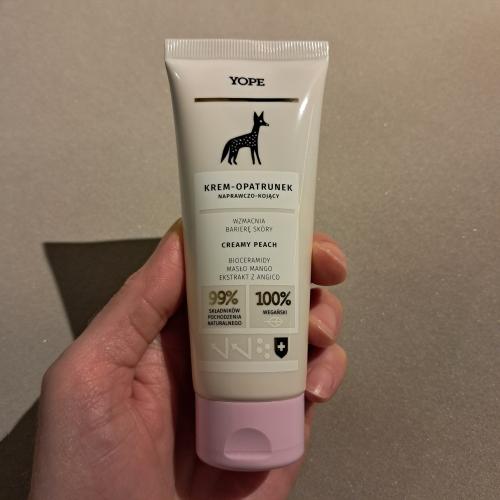 YOPE
KREM-OPATRUNEK
NAPRAWCZO-KOJĄCY
WZMACNIA
BARIERĘ SKÓRY
CREAMY PEACH
BIOCERAMIDY
MASŁO MANGO
EKSTRAKT Z ANGICO
99%
SKŁADNIKÓW
POCHODZENIA
NATURALNEGO
100%
WEGAŃSKI